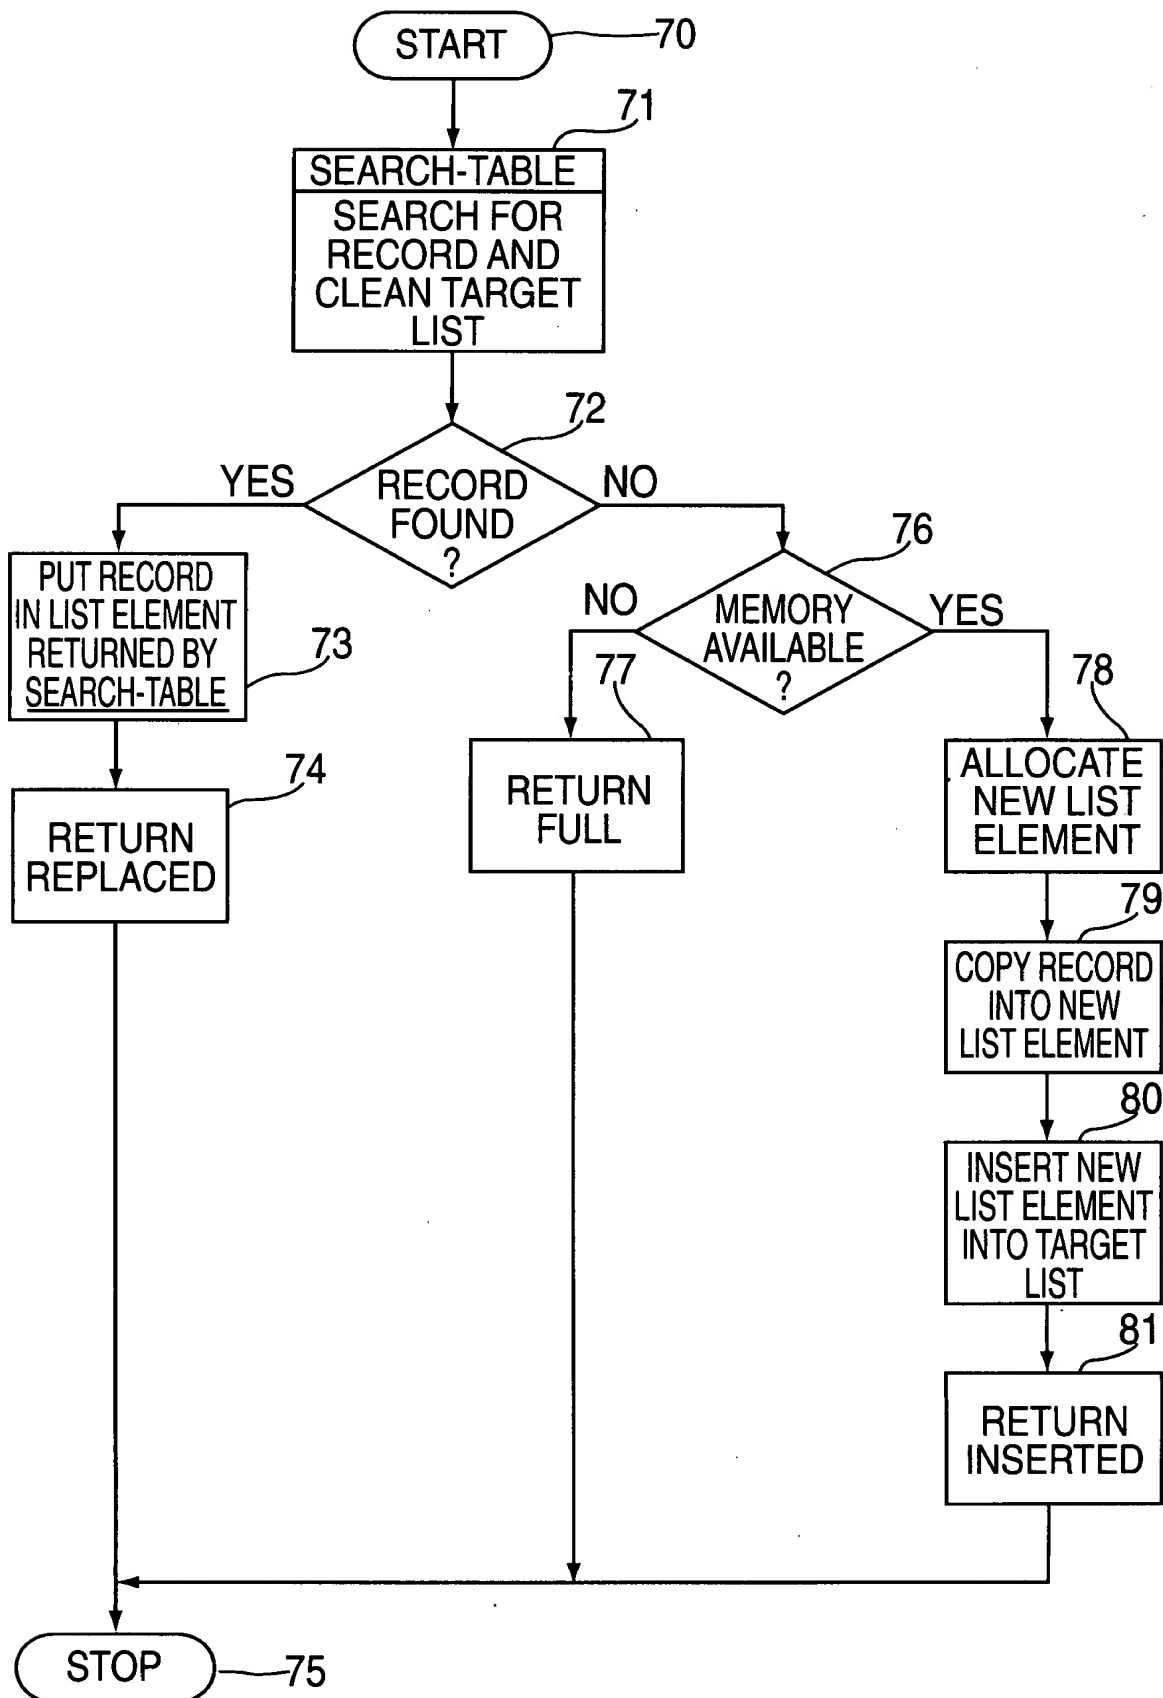 START
70
71
SEARCH-TABLE
SEARCH FOR
RECORD AND
CLEAN TARGET
LIST
72
YES
RECORD
FOUND
?
NO
76
PUT RECORD
IN LIST ELEMENT
RETURNED BY
SEARCH-TABLE
73
NO
MEMORY
AVAILABLE
?
YES
77
78
74
RETURN
REPLACED
RETURN
FULL
ALLOCATE
NEW LIST
ELEMENT
79
COPY RECORD
INTO NEW
LIST ELEMENT
80
INSERT NEW
LIST ELEMENT
INTO TARGET
LIST
81
RETURN
INSERTED
STOP
75